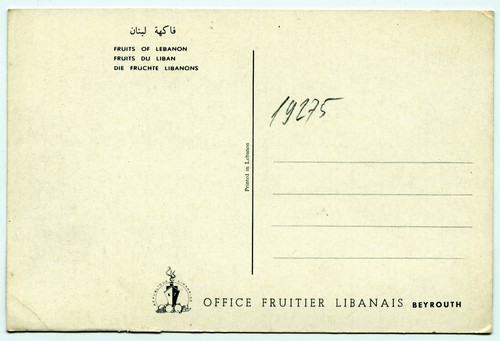 فاكهة لبنان
FRUITS OF LEBANON
FRUITS DU LIBAN
DIE FRUCHTE LIBANONS
19275
Printed in Lebanon
OFFICE FRUITIER LIBANAIS BEYROUTH